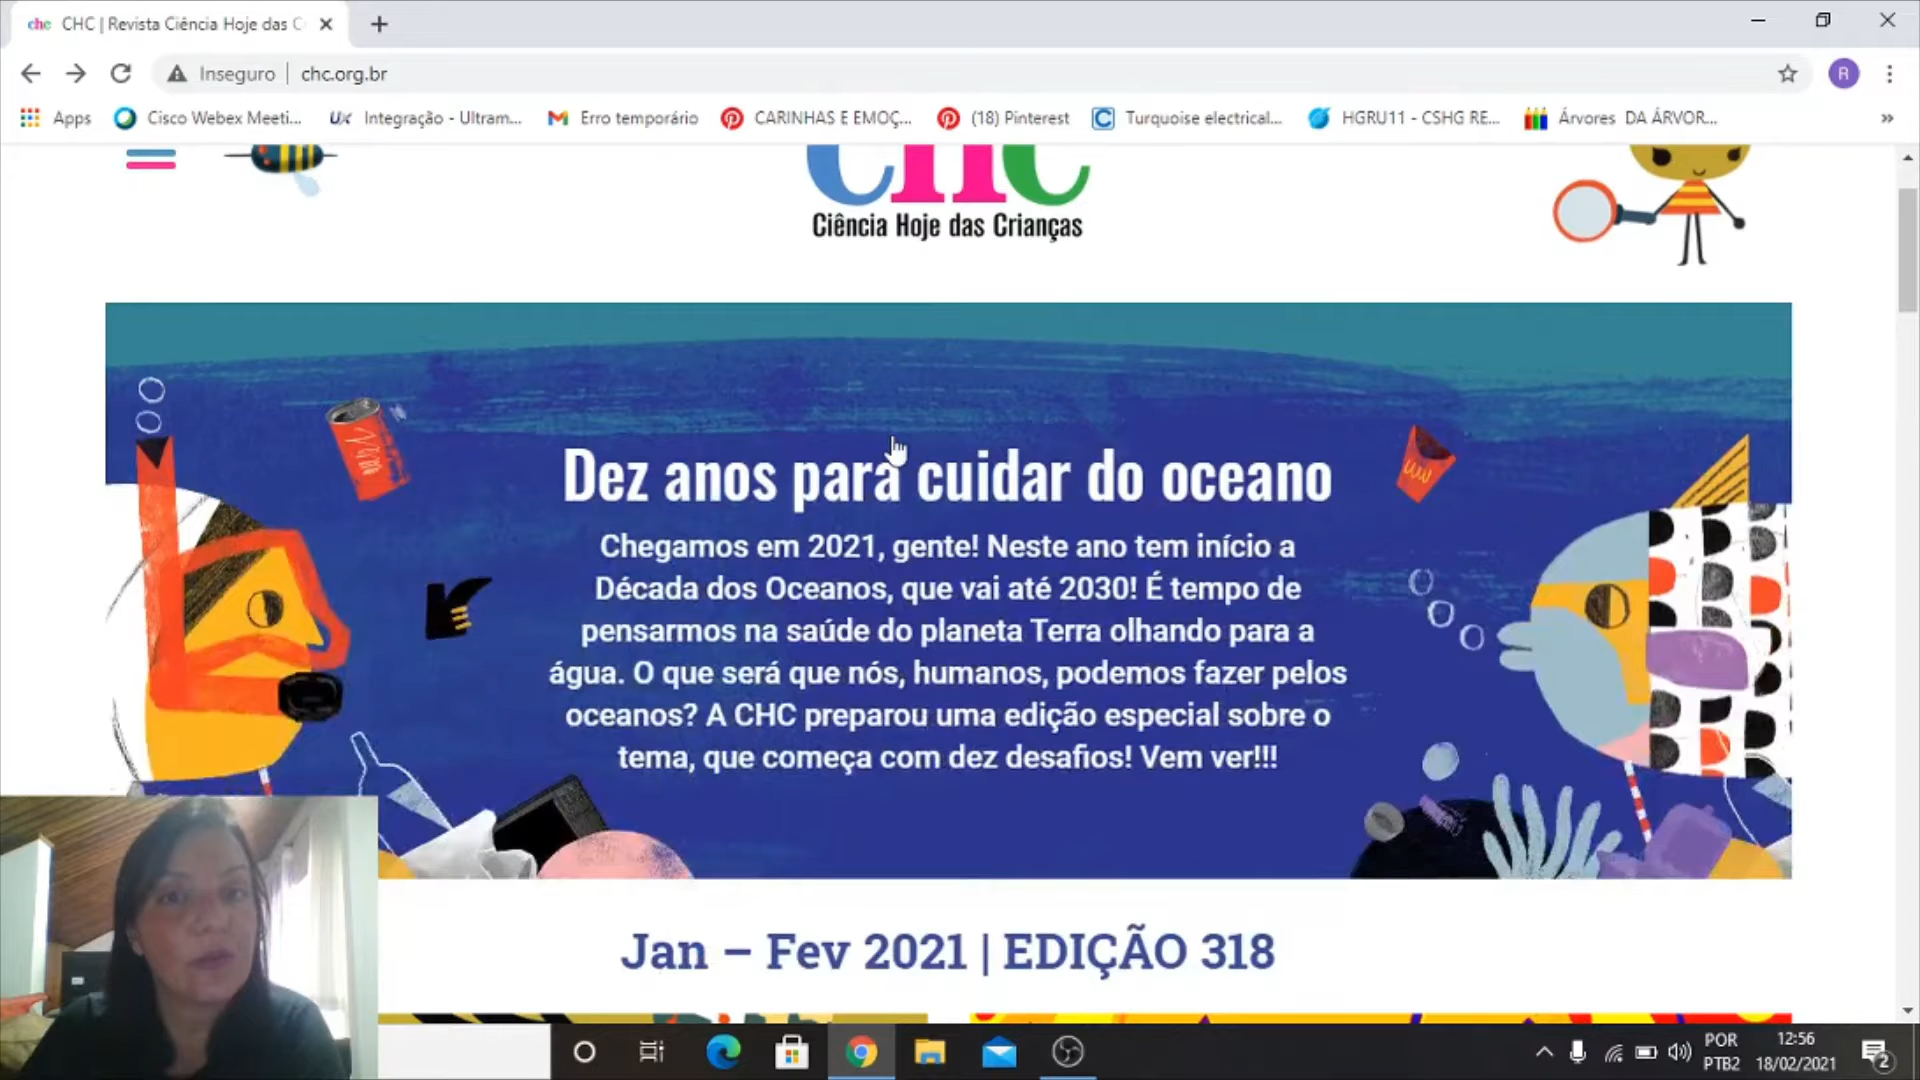 chc CHC | Revista Ciência Hoje das C
Inseguro chc.org.br
R
Apps Cisco Webex Meeti... Ux Integração - Ultram... Erro temporário CARINHAS E EMOÇ... (18) Pinterest C Turquoise electrical... HGRU11 - CSHG RE... Árvores DA ÁRVOR... »
chc
Ciência Hoje das Crianças
Dez anos para cuidar do oceano
Chegamos em 2021, gente! Neste ano tem início a
Década dos Oceanos, que vai até 2030! É tempo de
pensarmos na saúde do planeta Terra olhando para a
água. O que será que nós, humanos, podemos fazer pelos
oceanos? A CHC preparou uma edição especial sobre o
tema, que começa com dez desafios! Vem ver!!!
Jan – Fev 2021 | EDIÇÃO 318
POR 12:56
PTB2 18/02/2021 2